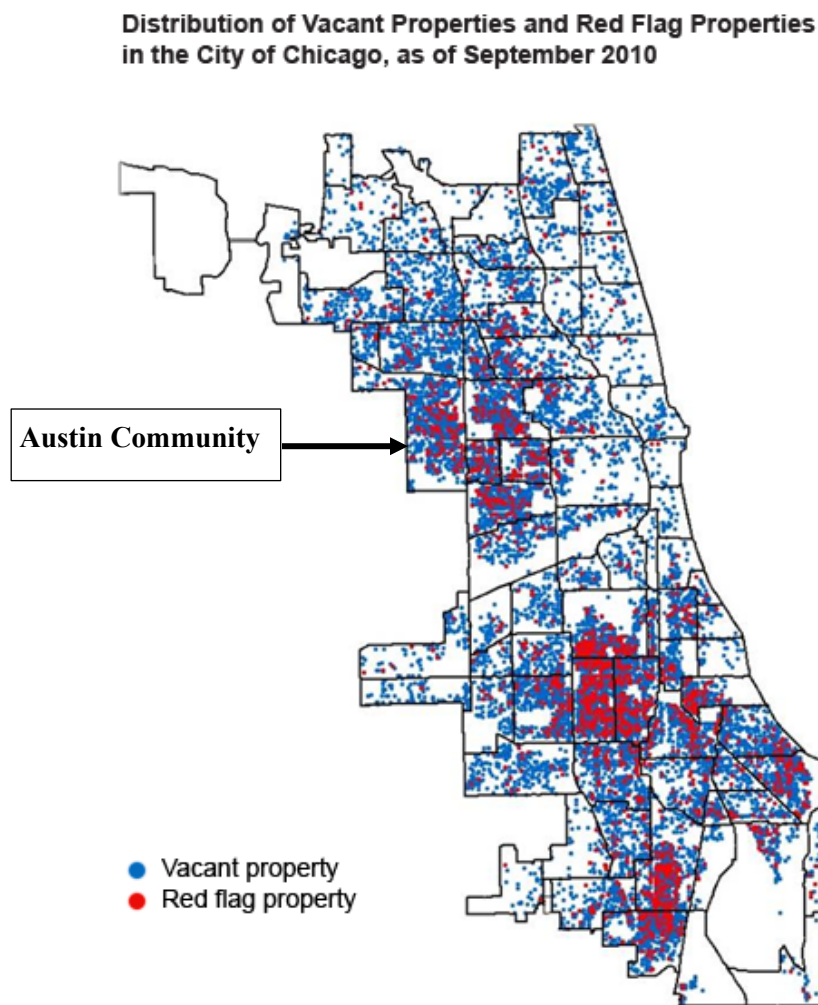 Distribution of Vacant Properties and Red Flag Properties
in the City of Chicago, as of September 2010
Austin Community
Vacant property
Red flag property